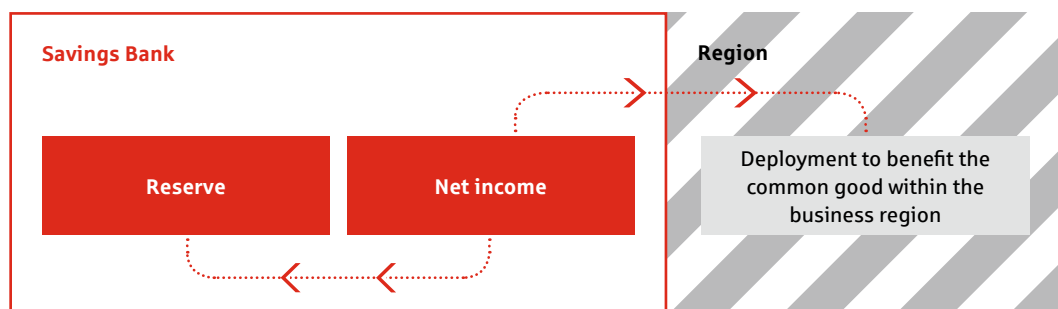 Savings Bank
Region
Reserve
Net income
Deployment to benefit the
common good within the
business region